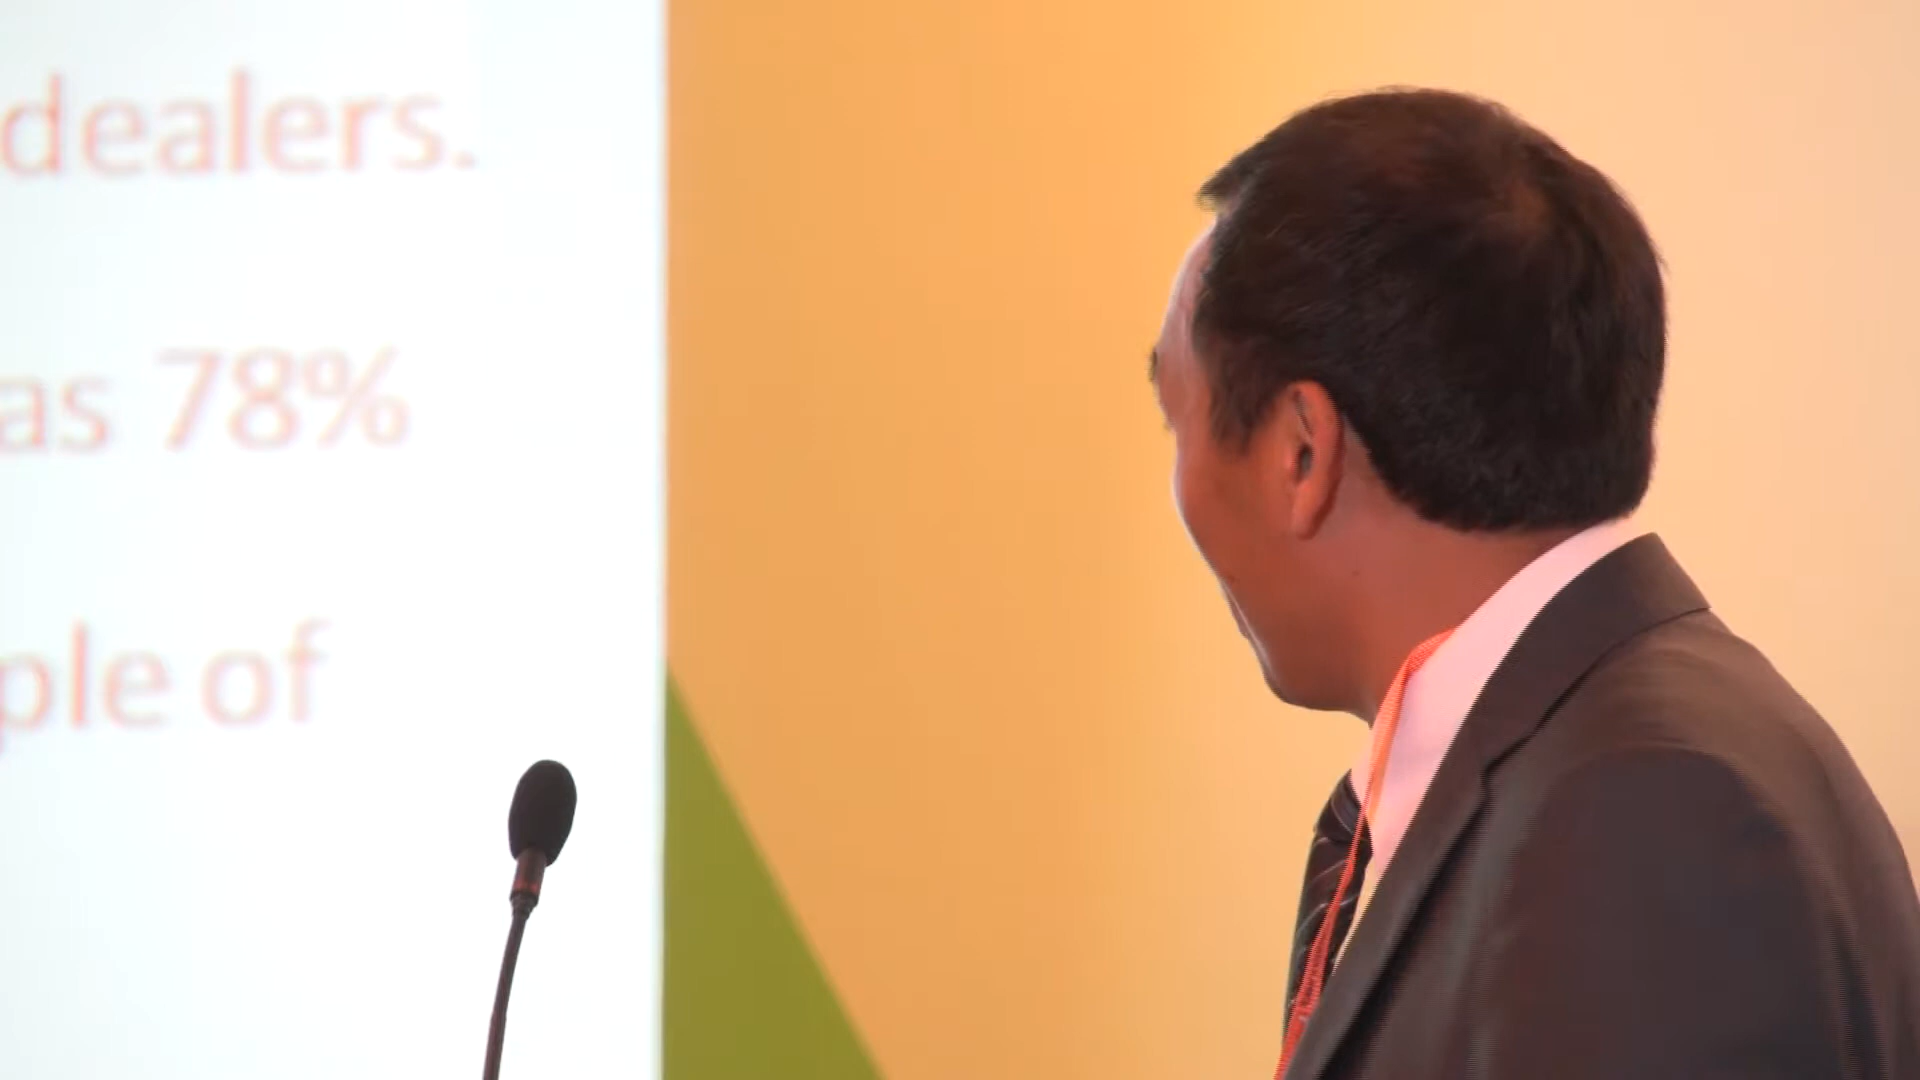 dealers.
as 78%
ple of